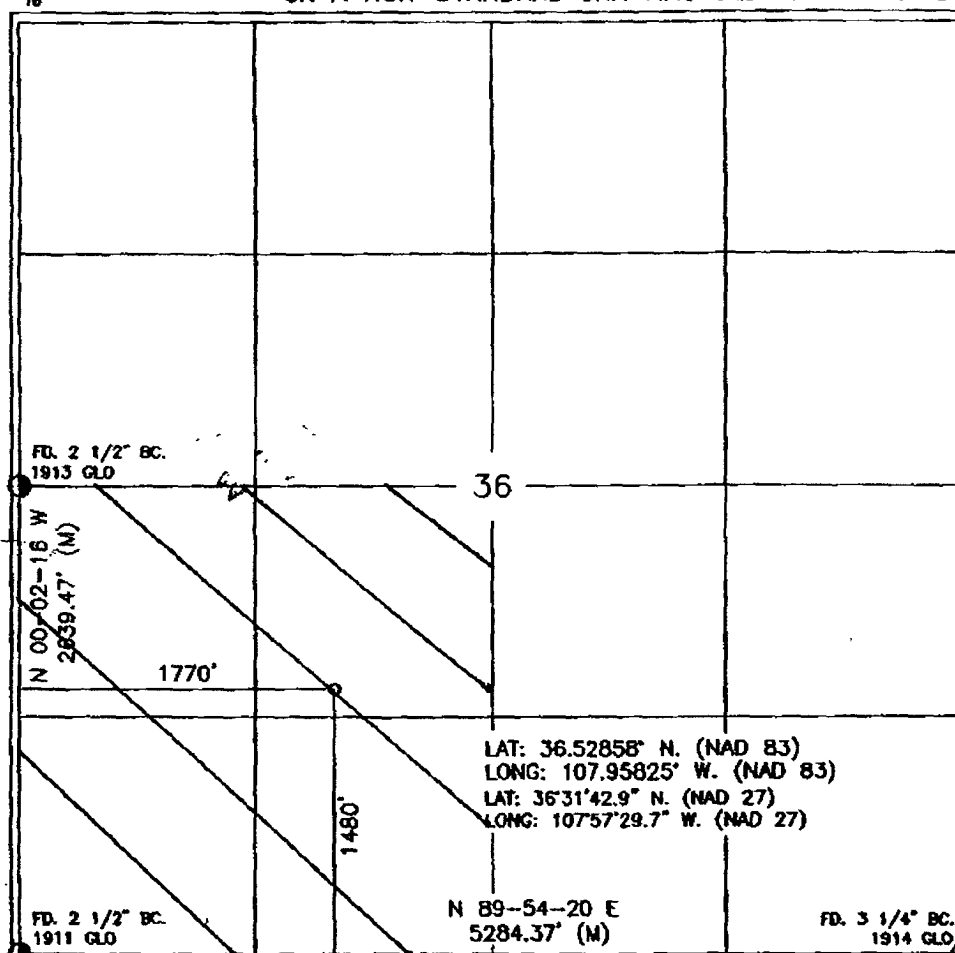 16
FD. 2 1/2" BC.
1913 GLO
36
N 00-02-16 W
2639.47' (M)
1770'
1480'
LAT: 36.52858° N. (NAD 83)
LONG: 107.95825° W. (NAD 83)
LAT: 36°31'42.9" N. (NAD 27)
LONG: 107°57'29.7" W. (NAD 27)
FD. 2 1/2" BC.
1911 GLO
N 89-54-20 E
5284.37' (M)
FD. 3 1/4" BC.
1914 GLO